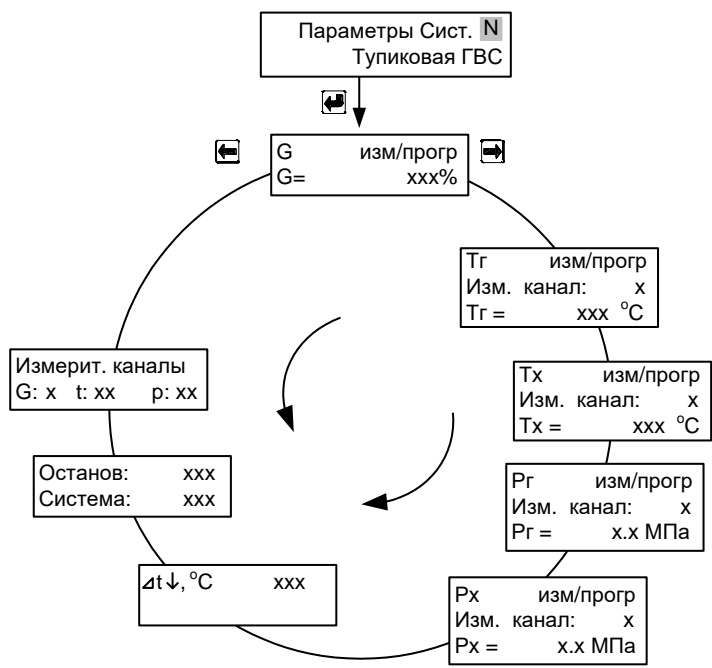 Параметры Сист. N
Тупиковая ГВС
G изм/прогр
G= xxx%
Тг изм/прогр
Изм. канал: x
Тг = xxx °С
Тх изм/прогр
Изм. канал: x
Тх = xxx °С
Рг изм/прогр
Изм. канал: x
Рг = x.x МПа
Рх изм/прогр
Изм. канал: x
Рх = x.x МПа
⊿t↓, °С xxx
Останов: xxx
Система: xxx
Измерит. каналы
G: x t: xx p: xx